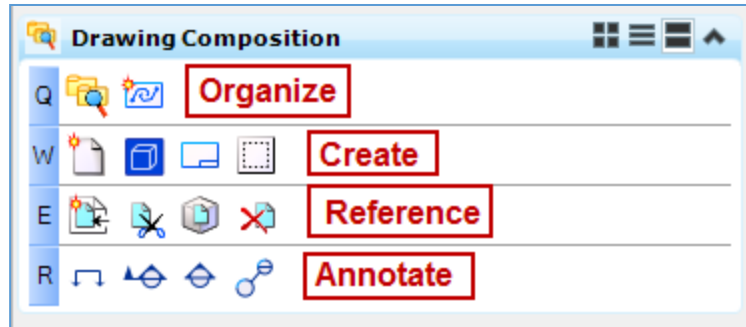 Drawing Composition
Q Organize
W Create
E Reference
R Annotate